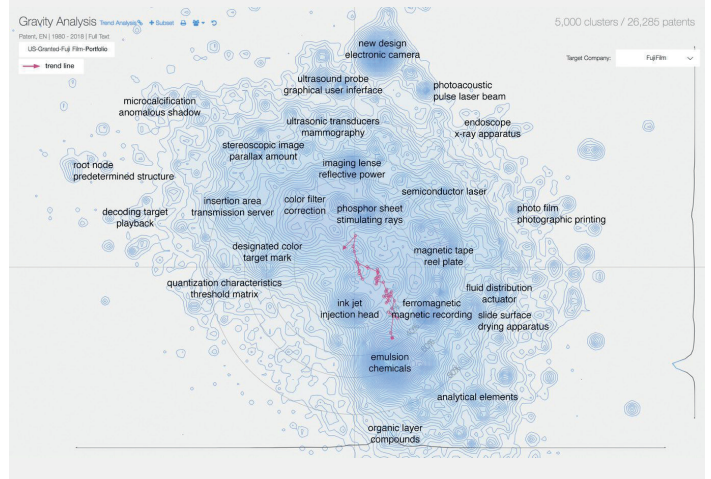 Gravity Analysis Trend Analysis + Subset
5,000 clusters / 26,285 patents
Patent, EN | 1980 - 2018 | Full Text
US-Granted-Fuji Film-Portfolio
trend line
Target Company: FujiFilm
new design
electronic camera
ultrasound probe
graphical user inferface
photoacoustic
pulse laser beam
microcalcification
anomalous shadow
ultrasonic transducers
mammography
endoscope
x-ray apparatus
stereoscopic image
parallax amount
root node
predetermined structure
imaging lense
reflective power
semiconductor laser
insertion area
transmission server
color filter
correction
phosphor sheet
stimulating rays
decoding target
playback
photo film
photographic printing
designated color
target mark
magnetic tape
reel plate
quantization characteristics
threshold matrix
fluid distribution
actuator
ink jet
injection head
ferromagnetic
magnetic recording
slide surface
drying apparatus
emulsion
chemicals
analytical elements
organic layer
compounds